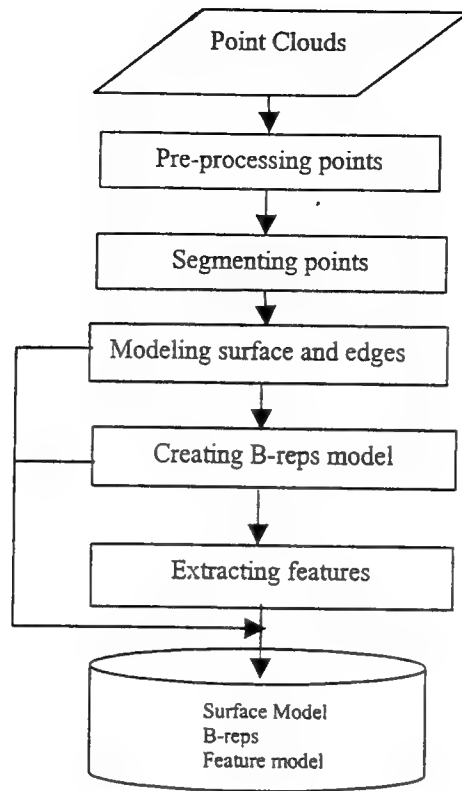 Point Clouds
Pre-processing points
Segmenting points
Modeling surface and edges
Creating B-reps model
Extracting features
Surface Model
B-reps
Feature model